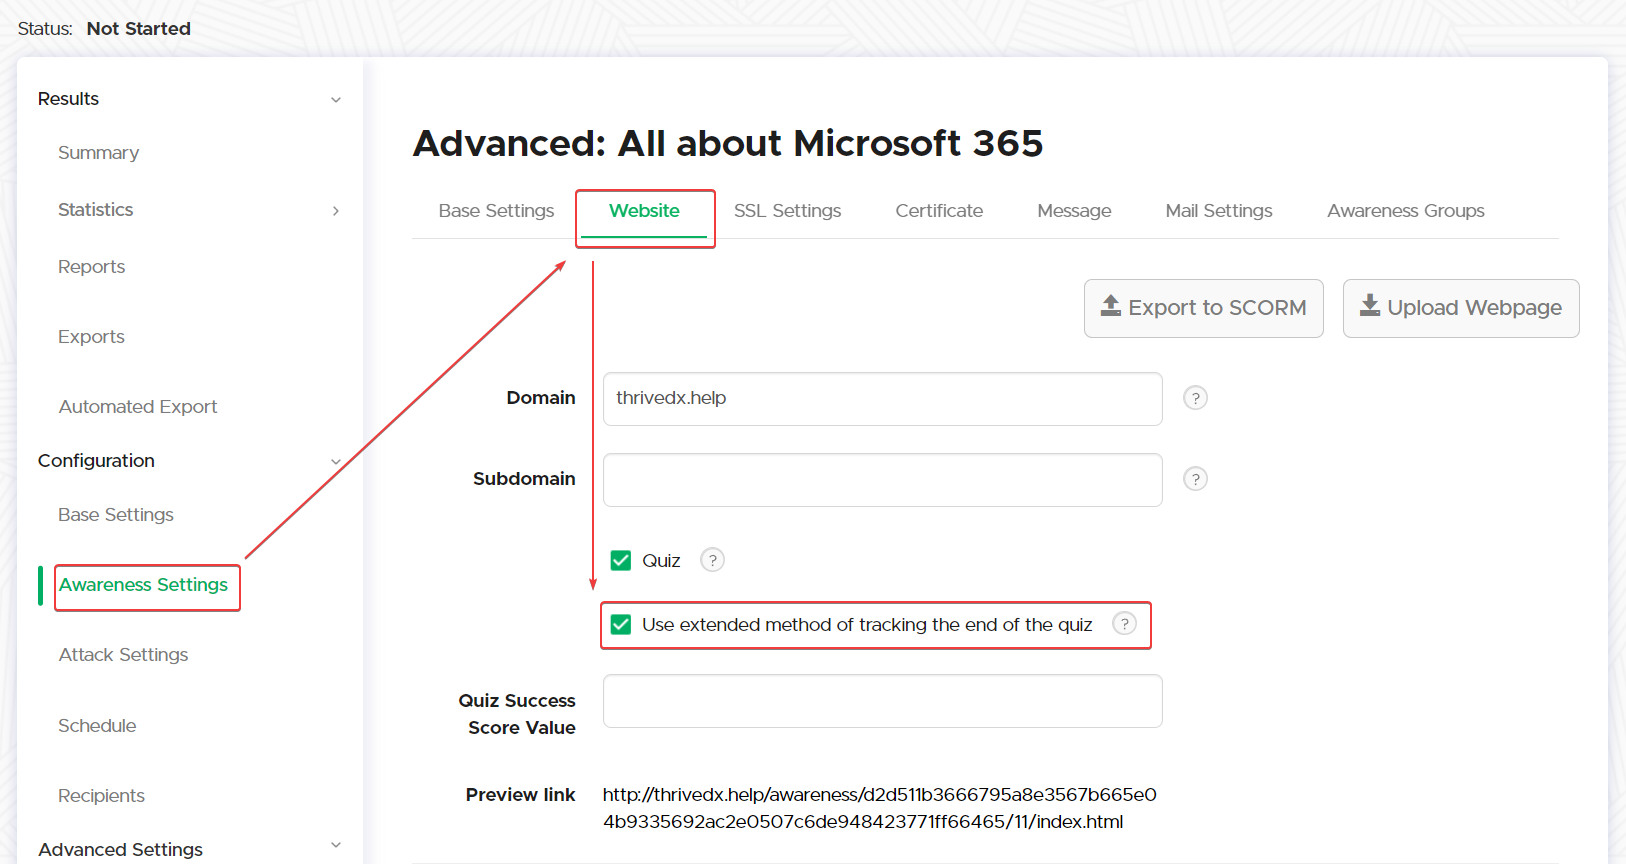 Status: Not Started
Results
Summary
Statistics
Reports
Exports
Automated Export
Configuration
Base Settings
Awareness Settings
Attack Settings
Schedule
Recipients
Advanced Settings
Advanced: All about Microsoft 365
Base Settings Website SSL Settings Certificate Message Mail Settings Awareness Groups
Export to SCORM Upload Webpage
Domain thrivedx.help ?
Subdomain ?
Quiz ?
Use extended method of tracking the end of the quiz ?
Quiz Success
Score Value
Preview link http://thrivedx.help/awareness/d2d511b3666795a8e3567b665e0
4b9335692ac2e0507c6de948423771ff66465/11/index.html